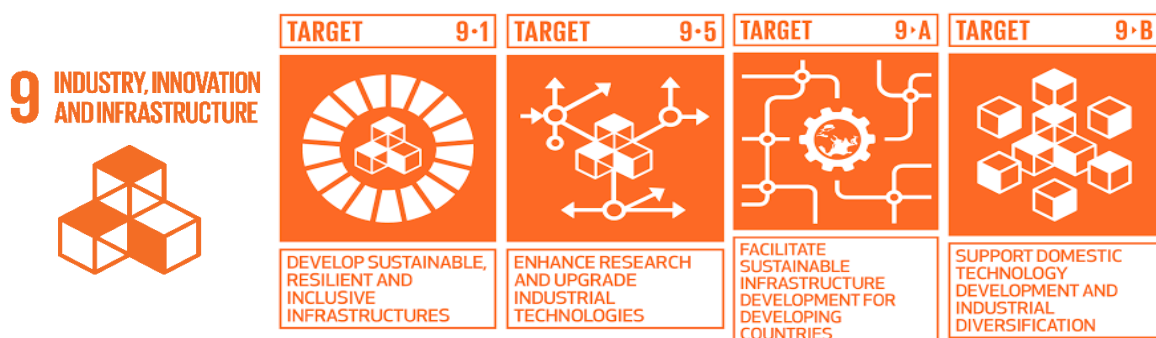 9 INDUSTRY, INNOVATION
AND INFRASTRUCTURE
TARGET 9·1
DEVELOP SUSTAINABLE,
RESILIENT AND
INCLUSIVE
INFRASTRUCTURES
TARGET 9·5
ENHANCE RESEARCH
AND UPGRADE
INDUSTRIAL
TECHNOLOGIES
TARGET 9▸A
FACILITATE
SUSTAINABLE
INFRASTRUCTURE
DEVELOPMENT FOR
DEVELOPING
COUNTRIES
TARGET 9▸B
SUPPORT DOMESTIC
TECHNOLOGY
DEVELOPMENT AND
INDUSTRIAL
DIVERSIFICATION